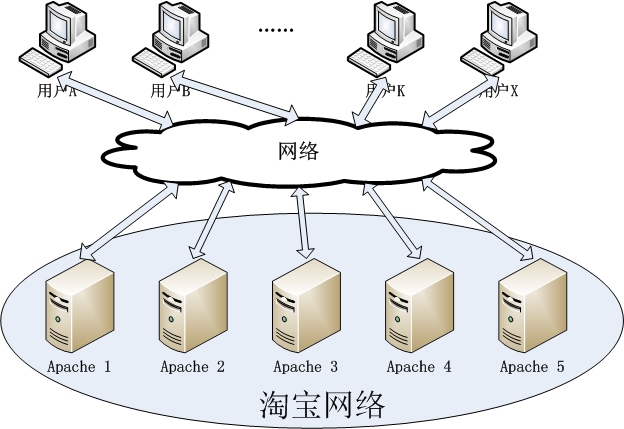 ……
用户A
用户B
用户K
用户X
网络
Apache 1
Apache 2
Apache 3
Apache 4
Apache 5
淘宝网络